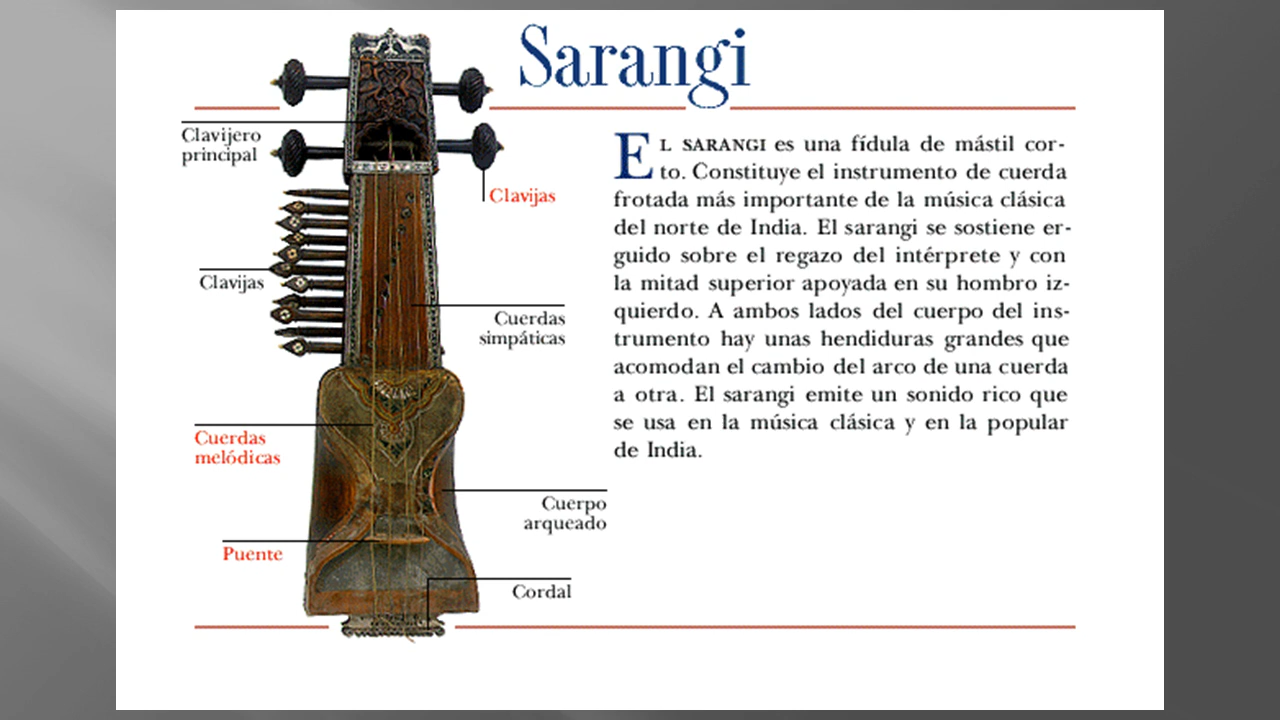 Sarangi
Clavijero
principal
Clavijas
Clavijas
Cuerdas
simpáticas
Cuerdas
melódicas
Cuerpo
arqueado
Puente
Cordal
EL SARANGI es una fídula de mástil cor-
to. Constituye el instrumento de cuerda
frotada más importante de la música clásica
del norte de India. El sarangi se sostiene er-
guido sobre el regazo del intérprete y con
la mitad superior apoyada en su hombro iz-
quierdo. A ambos lados del cuerpo del ins-
trumento hay unas hendiduras grandes que
acomodan el cambio del arco de una cuerda
a otra. El sarangi emite un sonido rico que
se usa en la música clásica y en la popular
de India.